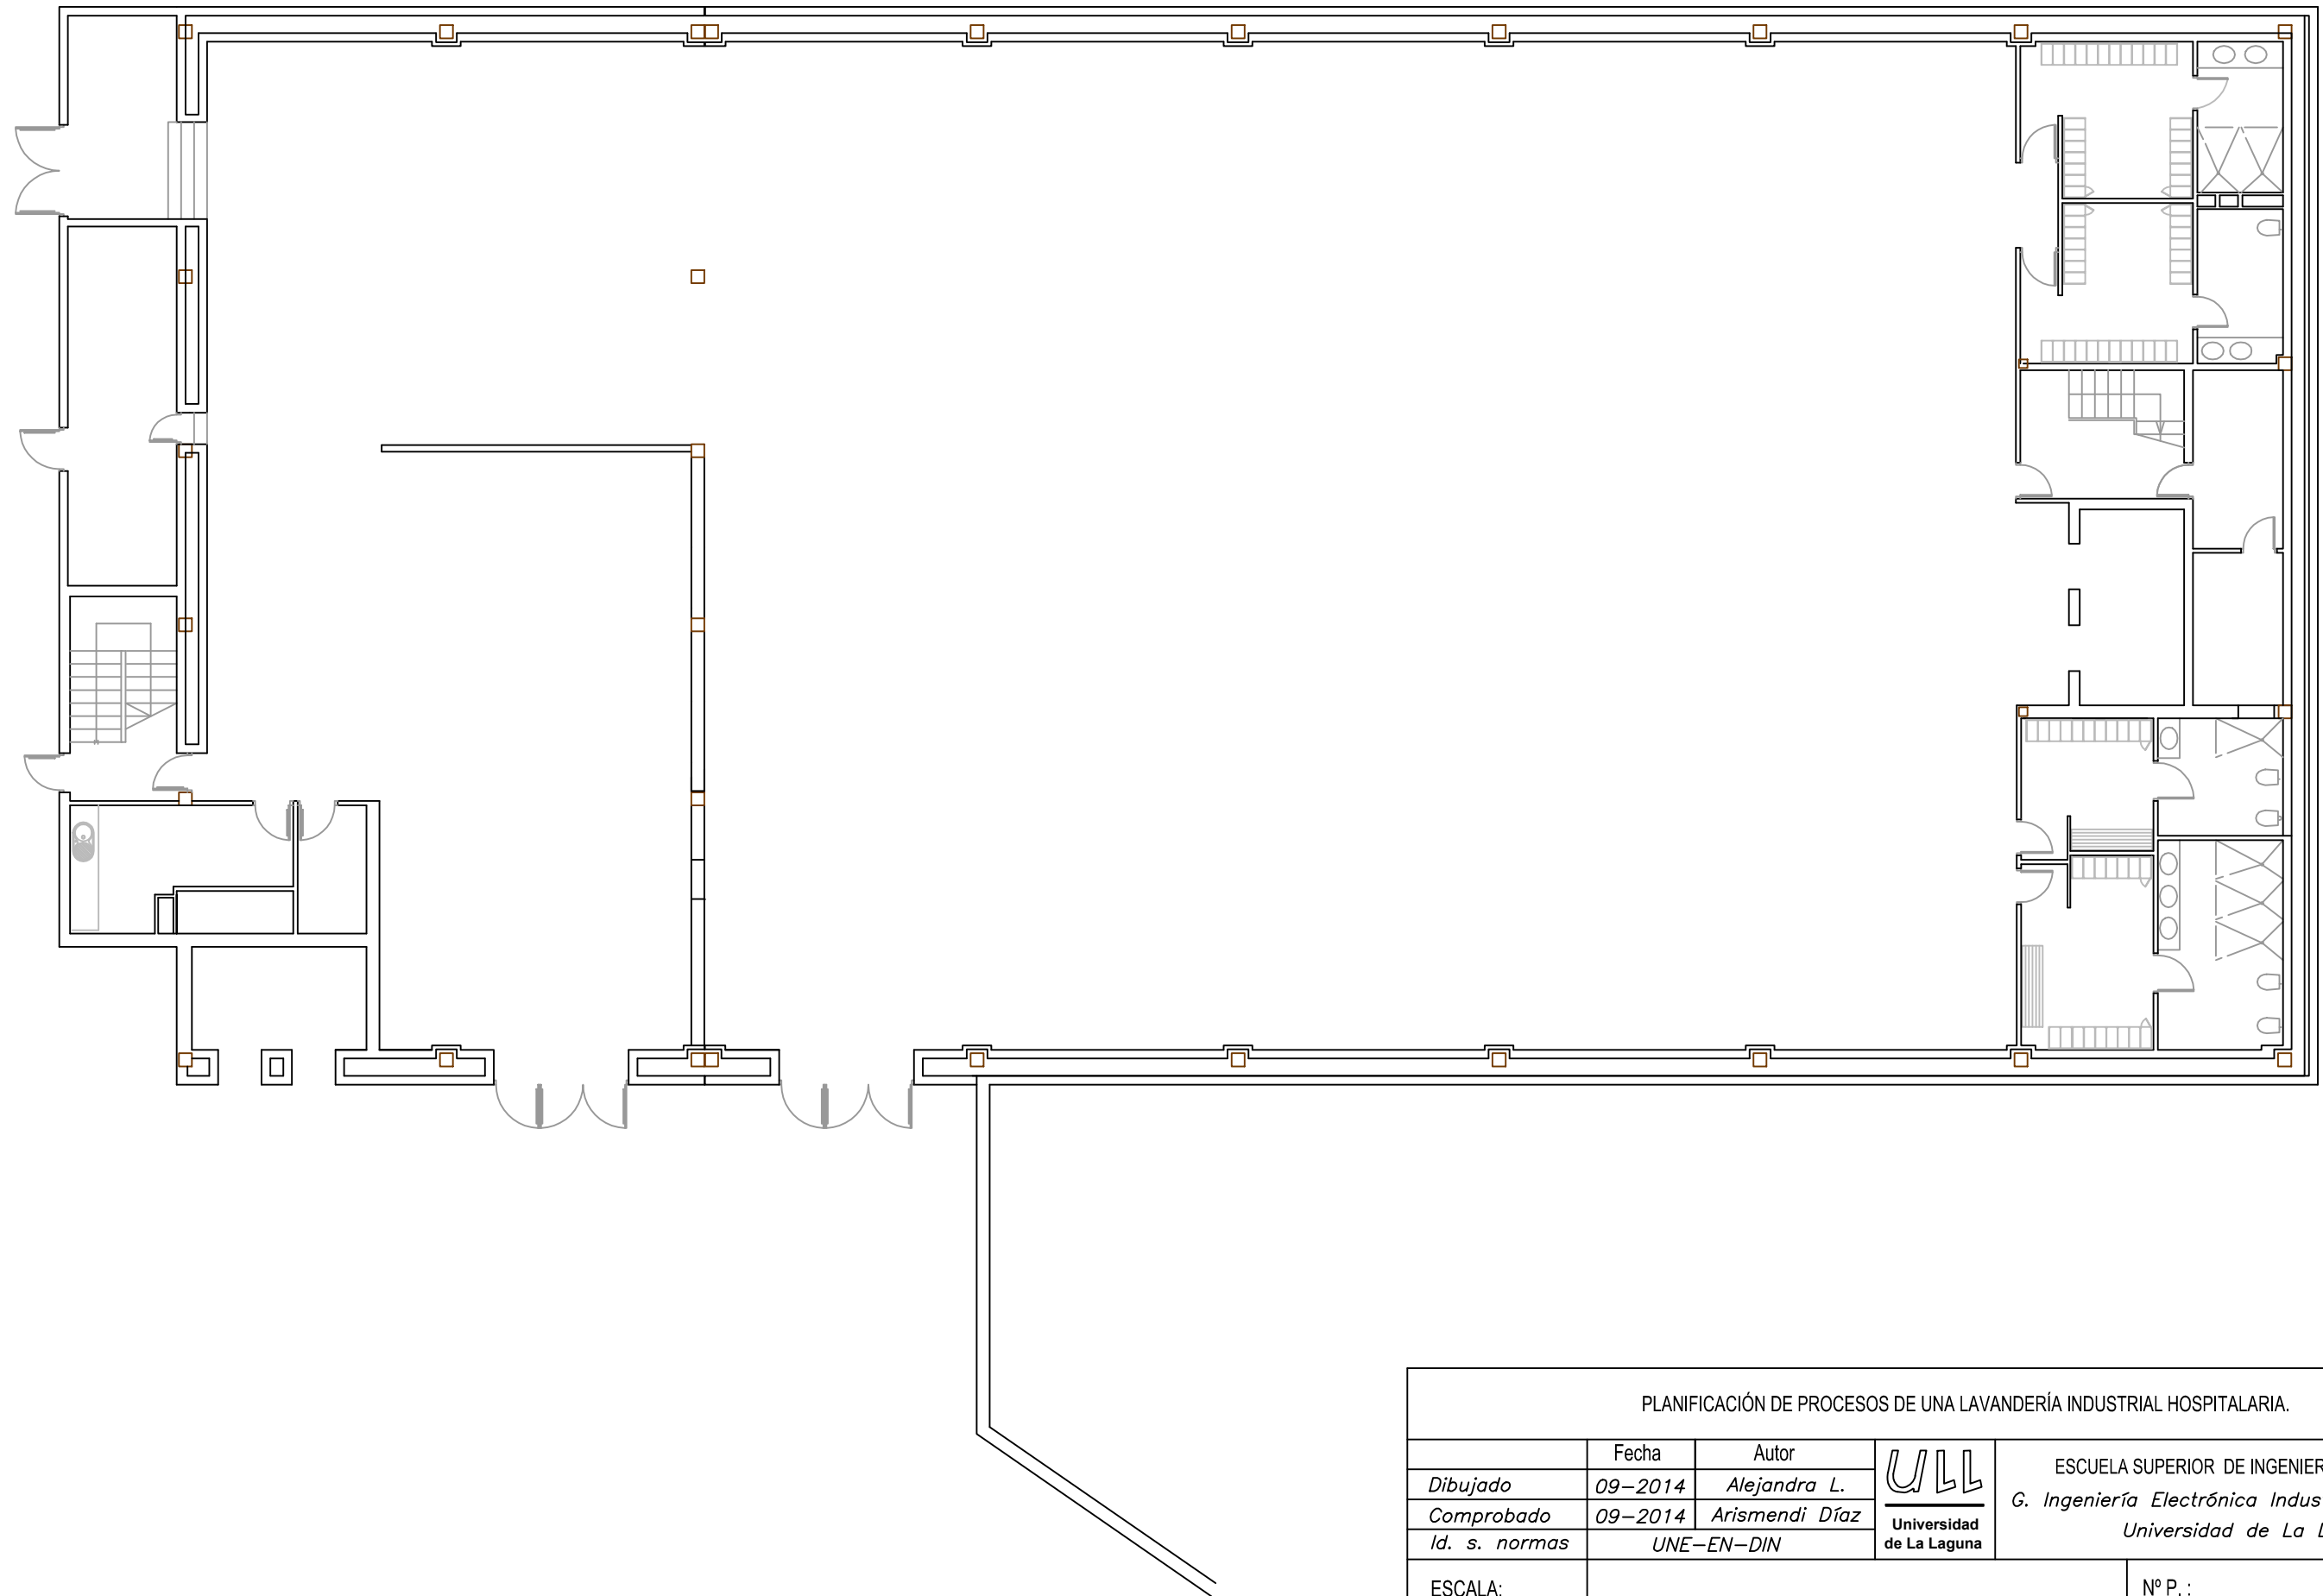 PLANIFICACIÓN DE PROCESOS DE UNA LAVANDERÍA INDUSTRIAL HOSPITALARIA.
Fecha Autor
Dibujado 09-2014 Alejandra L.
Comprobado 09-2014 Arismendi Díaz
Id. s. normas UNE-EN-DIN
ULL
Universidad
de La Laguna
ESCUELA SUPERIOR DE INGENIER
G. Ingeniería Electrónica Indus
Universidad de La
ESCALA:
Nº P. :